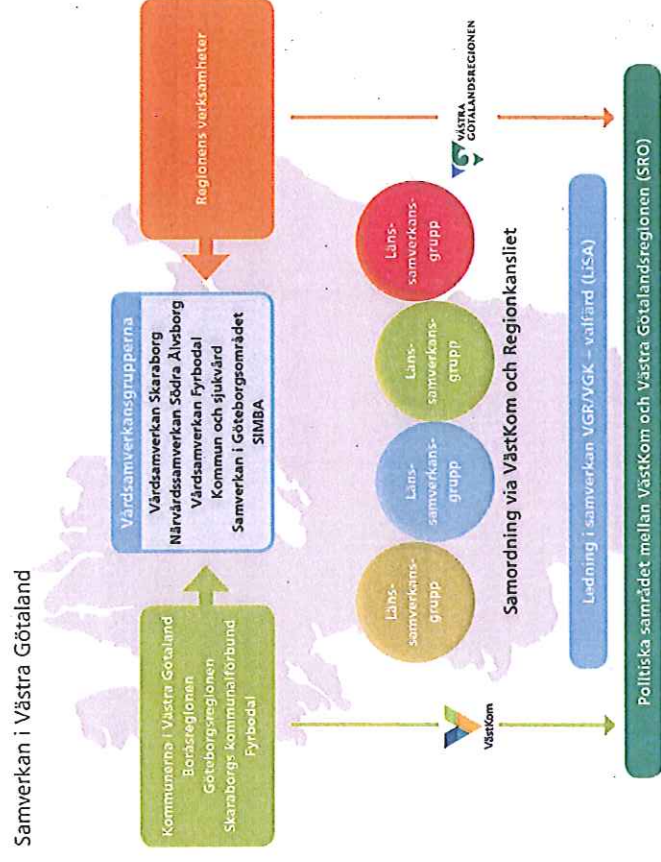 Samverkan i Västra Götaland
Kommunerna i Västra Götaland
Boråsregionen
Göteborgsregionen
Skaraborgs kommunalförbund
Fyrbodal
Vårdsamverkansgrupperna
Vårdsamverkan Skaraborg
Närvårdssamverkan Södra Älvsborg
Vårdsamverkan Fyrbodal
Kommun och sjukvård
Samverkan i Göteborgsområdet
SIMBA
Regionens verksamheter
Läns-
samverkans-
grupp
Läns-
samverkans-
grupp
Läns-
samverkans-
grupp
Läns-
samverkans-
grupp
VästKom
Samordning via VästKom och Regionkansliet
VÄSTRA
GÖTALANDSREGIONEN
Ledning i samverkan VGR/VGK – välfärd (LiSA)
Politiska samrådet mellan VästKom och Västra Götalandsregionen (SRO)